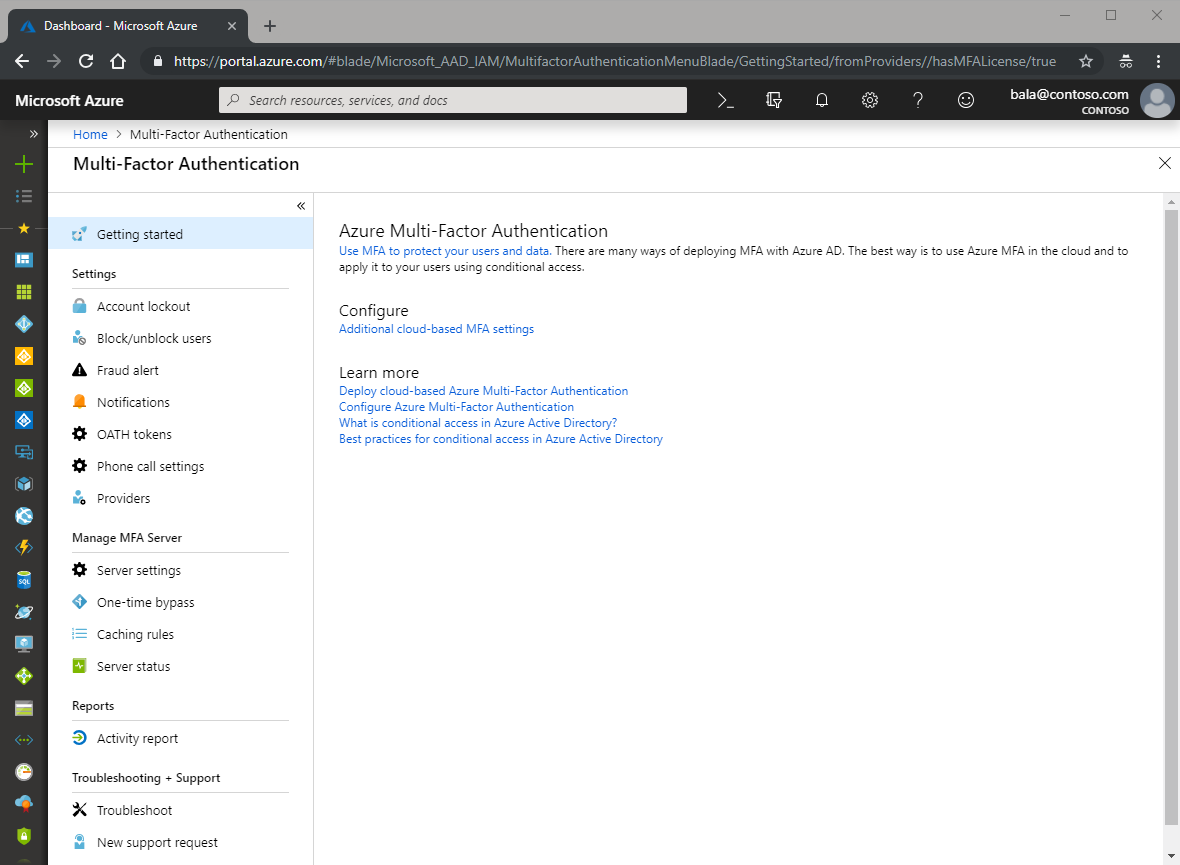 Dashboard - Microsoft Azure
https://portal.azure.com/#blade/Microsoft_AAD_IAM/MultifactorAuthenticationMenuBlade/GettingStarted/fromProviders//hasMFALicense/true
Microsoft Azure
Search resources, services, and docs
bala@contoso.com
CONTOSO
Home > Multi-Factor Authentication
Multi-Factor Authentication
Getting started
Settings
Account lockout
Block/unblock users
Fraud alert
Notifications
OATH tokens
Phone call settings
Providers
Manage MFA Server
Server settings
One-time bypass
Caching rules
Server status
Reports
Activity report
Troubleshooting + Support
Troubleshoot
New support request
Azure Multi-Factor Authentication
Use MFA to protect your users and data. There are many ways of deploying MFA with Azure AD. The best way is to use Azure MFA in the cloud and to
apply it to your users using conditional access.
Configure
Additional cloud-based MFA settings
Learn more
Deploy cloud-based Azure Multi-Factor Authentication
Configure Azure Multi-Factor Authentication
What is conditional access in Azure Active Directory?
Best practices for conditional access in Azure Active Directory
SQL